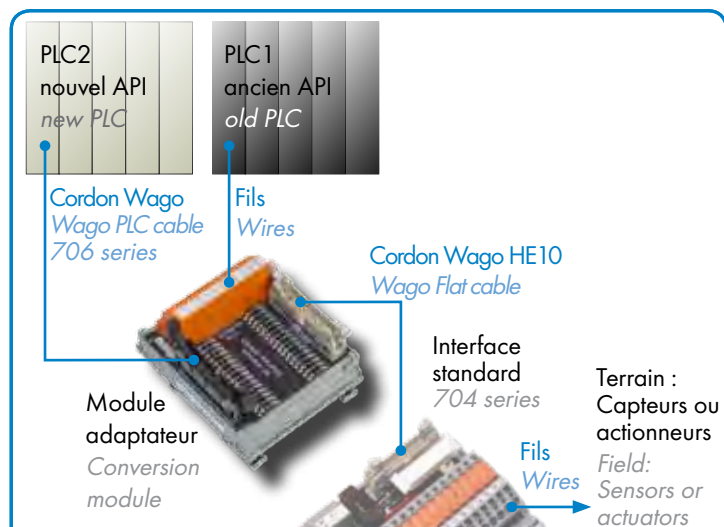 PLC2
nouvel API
new PLC
PLC1
ancien API
old PLC
Cordon Wago
Wago PLC cable
706 series
Fils
Wires
Cordon Wago HE10
Wago Flat cable
Interface
standard
704 series
Module
adaptateur
Conversion
module
Fils
Wires
Terrain :
Capteurs ou
actionneurs
Field:
Sensors or
actuators